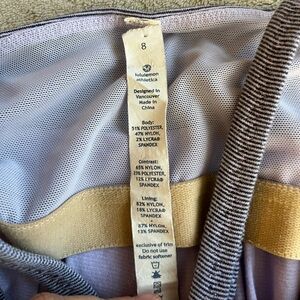 8
lululemon
athletica
Designed in
Vancouver
Made in
China
Body:
51% POLYESTER,
47% NYLON,
2% LYCRA®
SPANDEX
Contrast:
65% NYLON,
23% POLYESTER,
12% LYCRA®
SPANDEX
Lining:
82% NYLON,
18% LYCRA®
SPANDEX
87% NYLON,
13% SPANDEX
exclusive of trim
Do not use
fabric softener